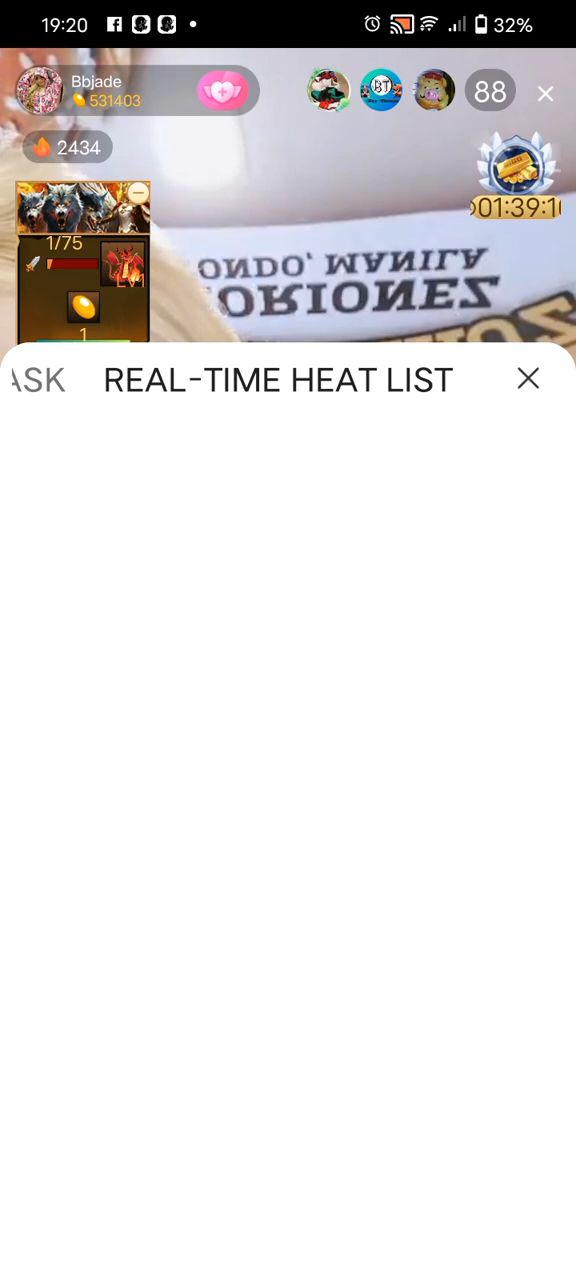 19:20
32%
Bbjade
531403
BT
88
2434
01:39:1
1/75
1
ONDO, MANILA
ORIONEZ
ASK REAL-TIME HEAT LIST